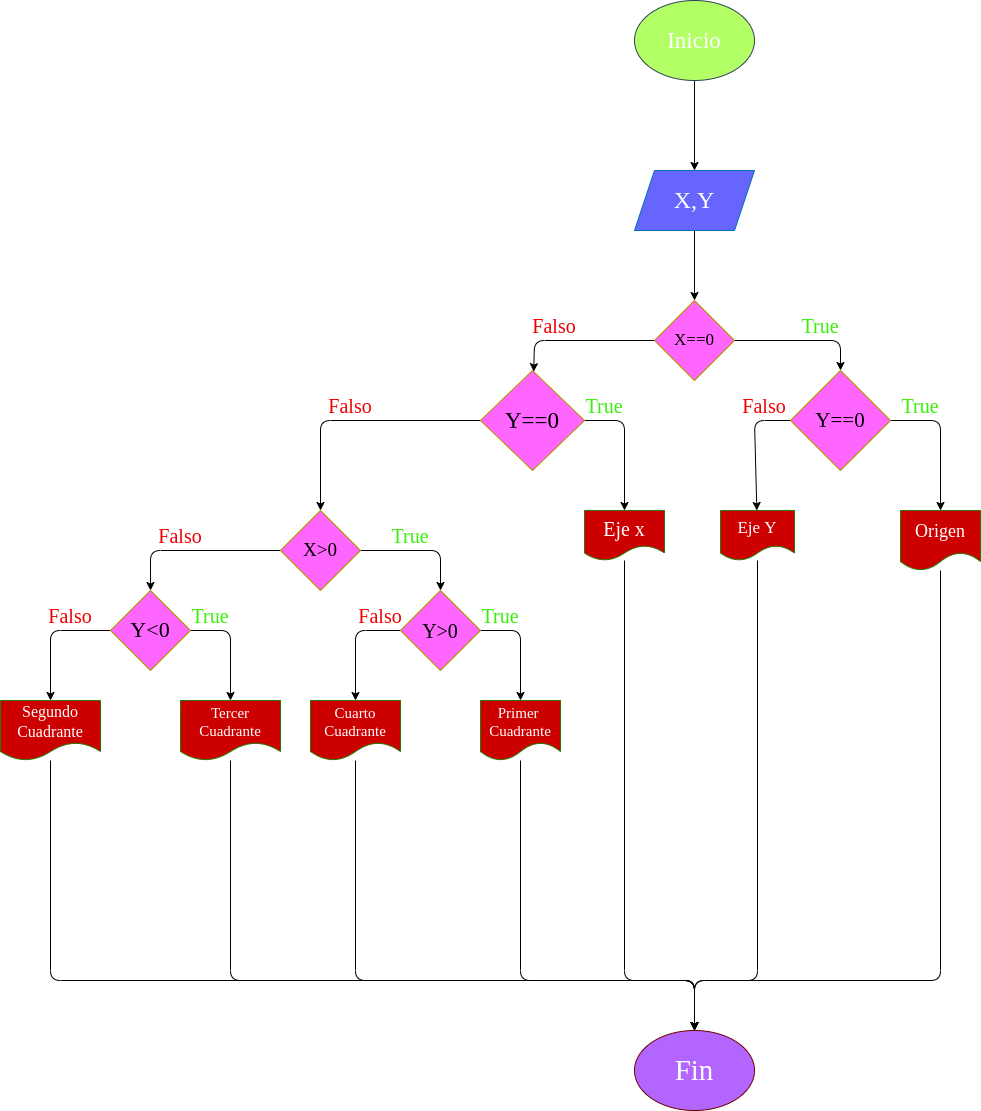 Inicio
X,Y
X==0
Falso
True
Y==0
Falso
True
Y==0
Falso
True
Eje x
Eje Y
Origen
X>0
Falso
True
Y<0
Falso
True
Y>0
Falso
True
Segundo
Cuadrante
Tercer
Cuadrante
Cuarto
Cuadrante
Primer
Cuadrante
Fin